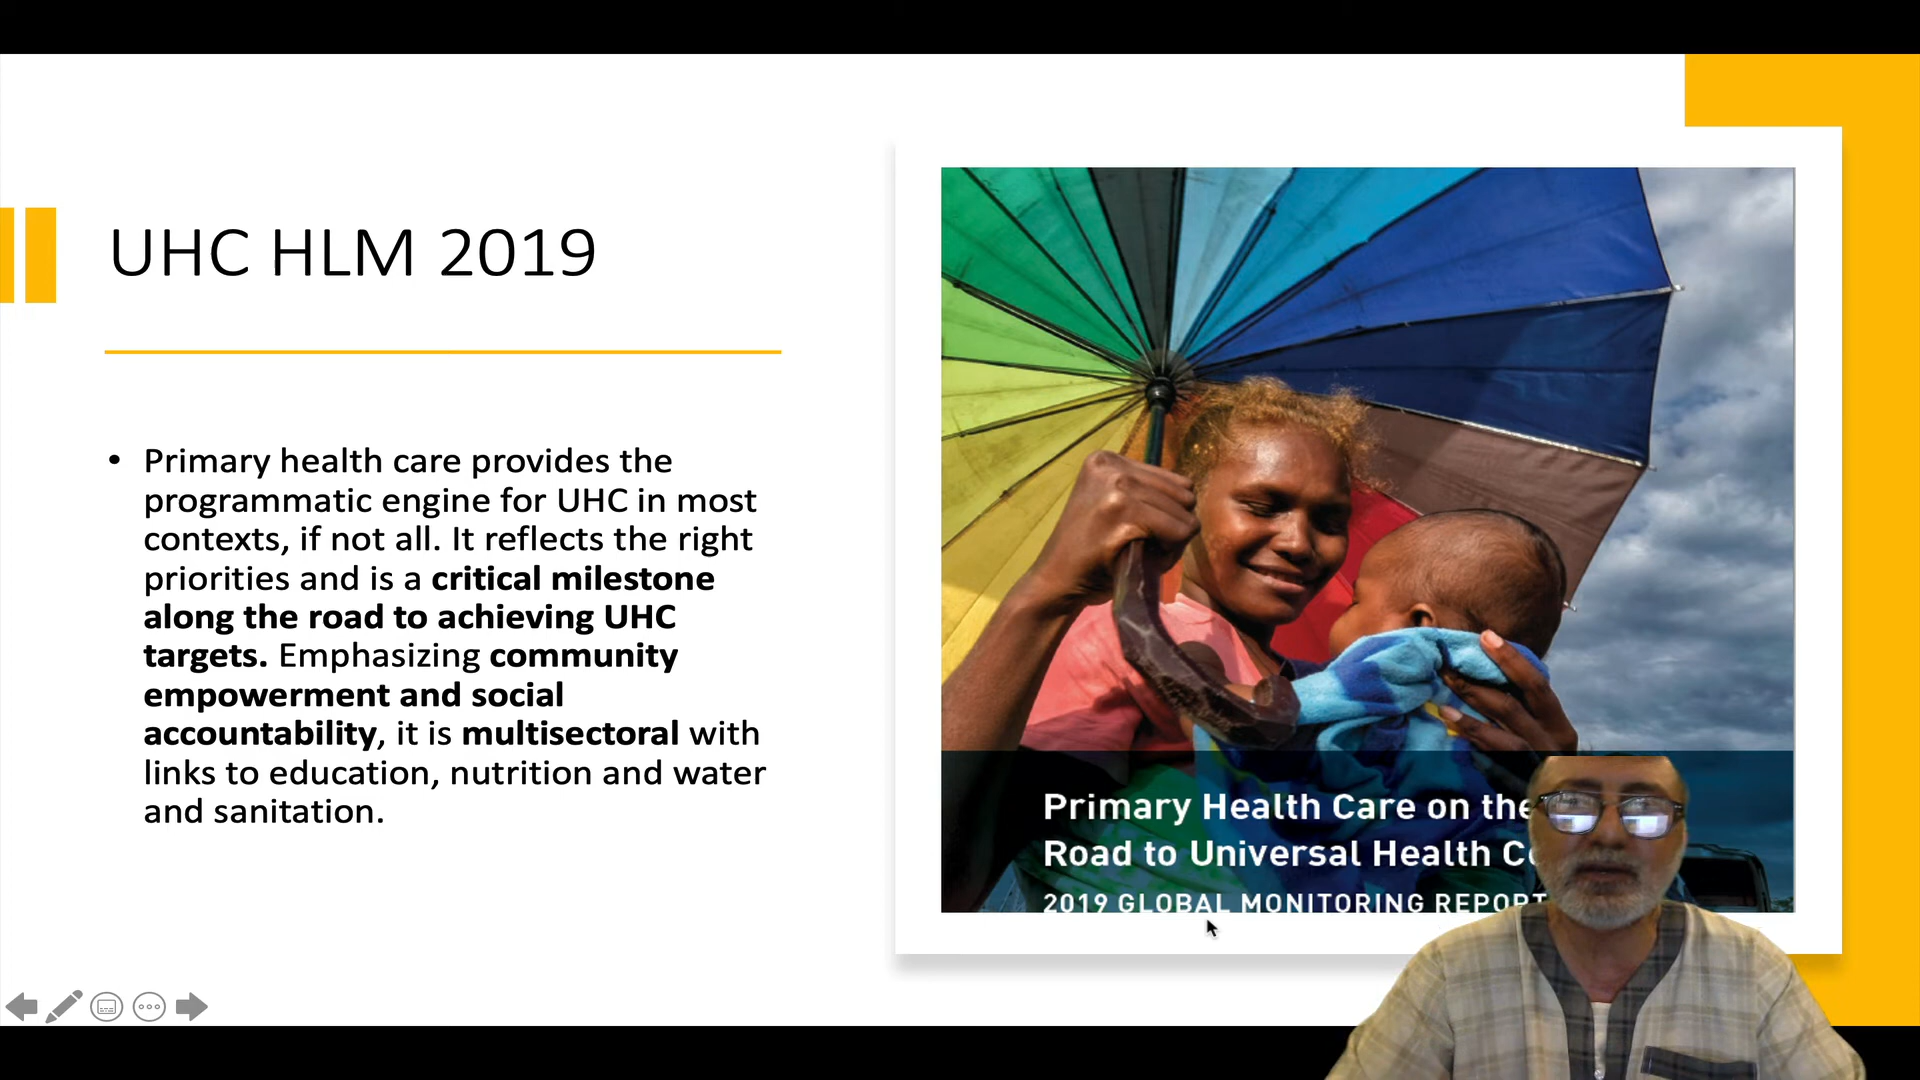 UHC HLM 2019
• Primary health care provides the
programmatic engine for UHC in most
contexts, if not all. It reflects the right
priorities and is a critical milestone
along the road to achieving UHC
targets. Emphasizing community
empowerment and social
accountability, it is multisectoral with
links to education, nutrition and water
and sanitation.
Primary Health Care on the
Road to Universal Health
2019 GLOBAL MONITORING REPORT